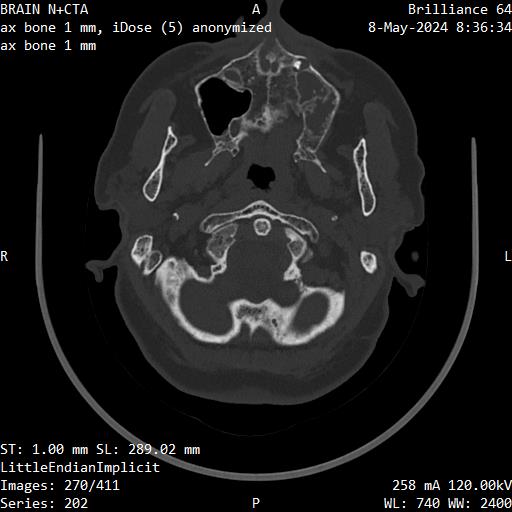 BRAIN N+CTA
A
Brilliance 64
ax bone 1 mm, iDose (5) anonymized
8-May-2024 8:36:34
ax bone 1 mm
R
L
ST: 1.00 mm SL: 289.02 mm
LittleEndianImplicit
Images: 270/411
258 mA 120.00kV
Series: 202
P
WL: 740 WW: 2400